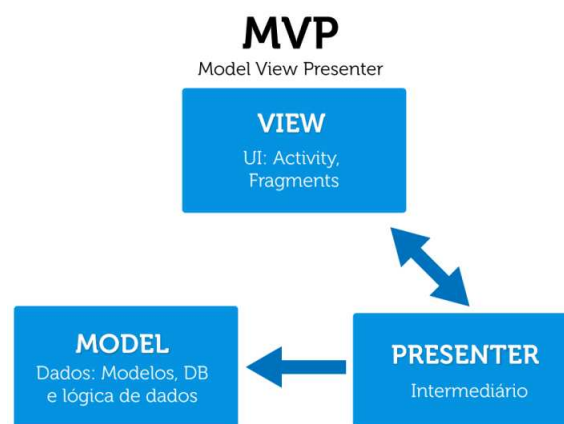 MVP
Model View Presenter
VIEW
UI: Activity,
Fragments
MODEL
Dados: Modelos, DB
e lógica de dados
PRESENTER
Intermediário